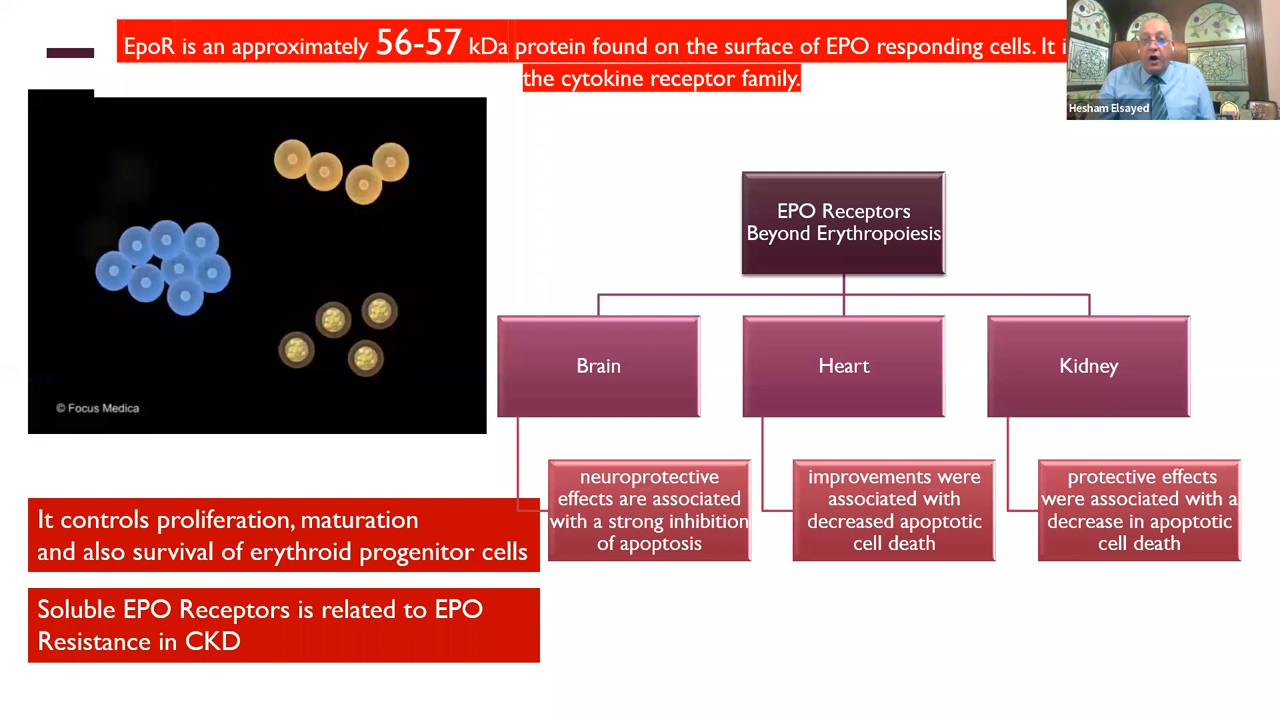 EpoR is an approximately 56-57 kDa protein found on the surface of EPO responding cells. It
the cytokine receptor family.
Hesham Elsayed
© Focus Medica
EPO Receptors
Beyond Erythropoiesis
Brain
Heart
Kidney
neuroprotective
effects are associated
with a strong inhibition
of apoptosis
improvements were
associated with
decreased apoptotic
cell death
protective effects
were associated with a
decrease in apoptotic
cell death
It controls proliferation, maturation
and also survival of erythroid progenitor cells
Soluble EPO Receptors is related to EPO
Resistance in CKD